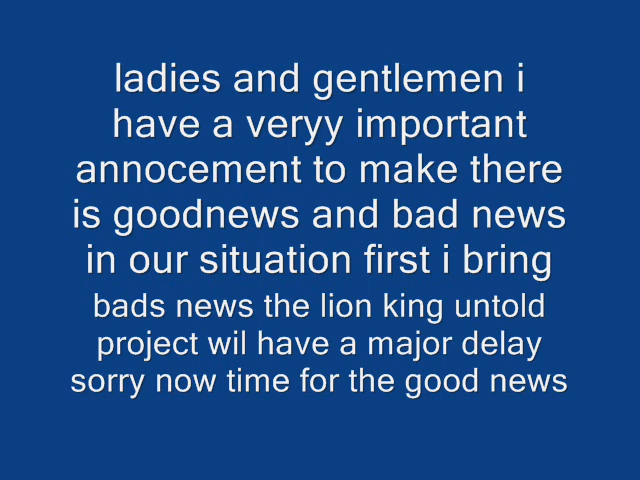 ladies and gentlemen i
have a veryy important
annocement to make there
is goodnews and bad news
in our situation first i bring
bads news the lion king untold
project wil have a major delay
sorry now time for the good news